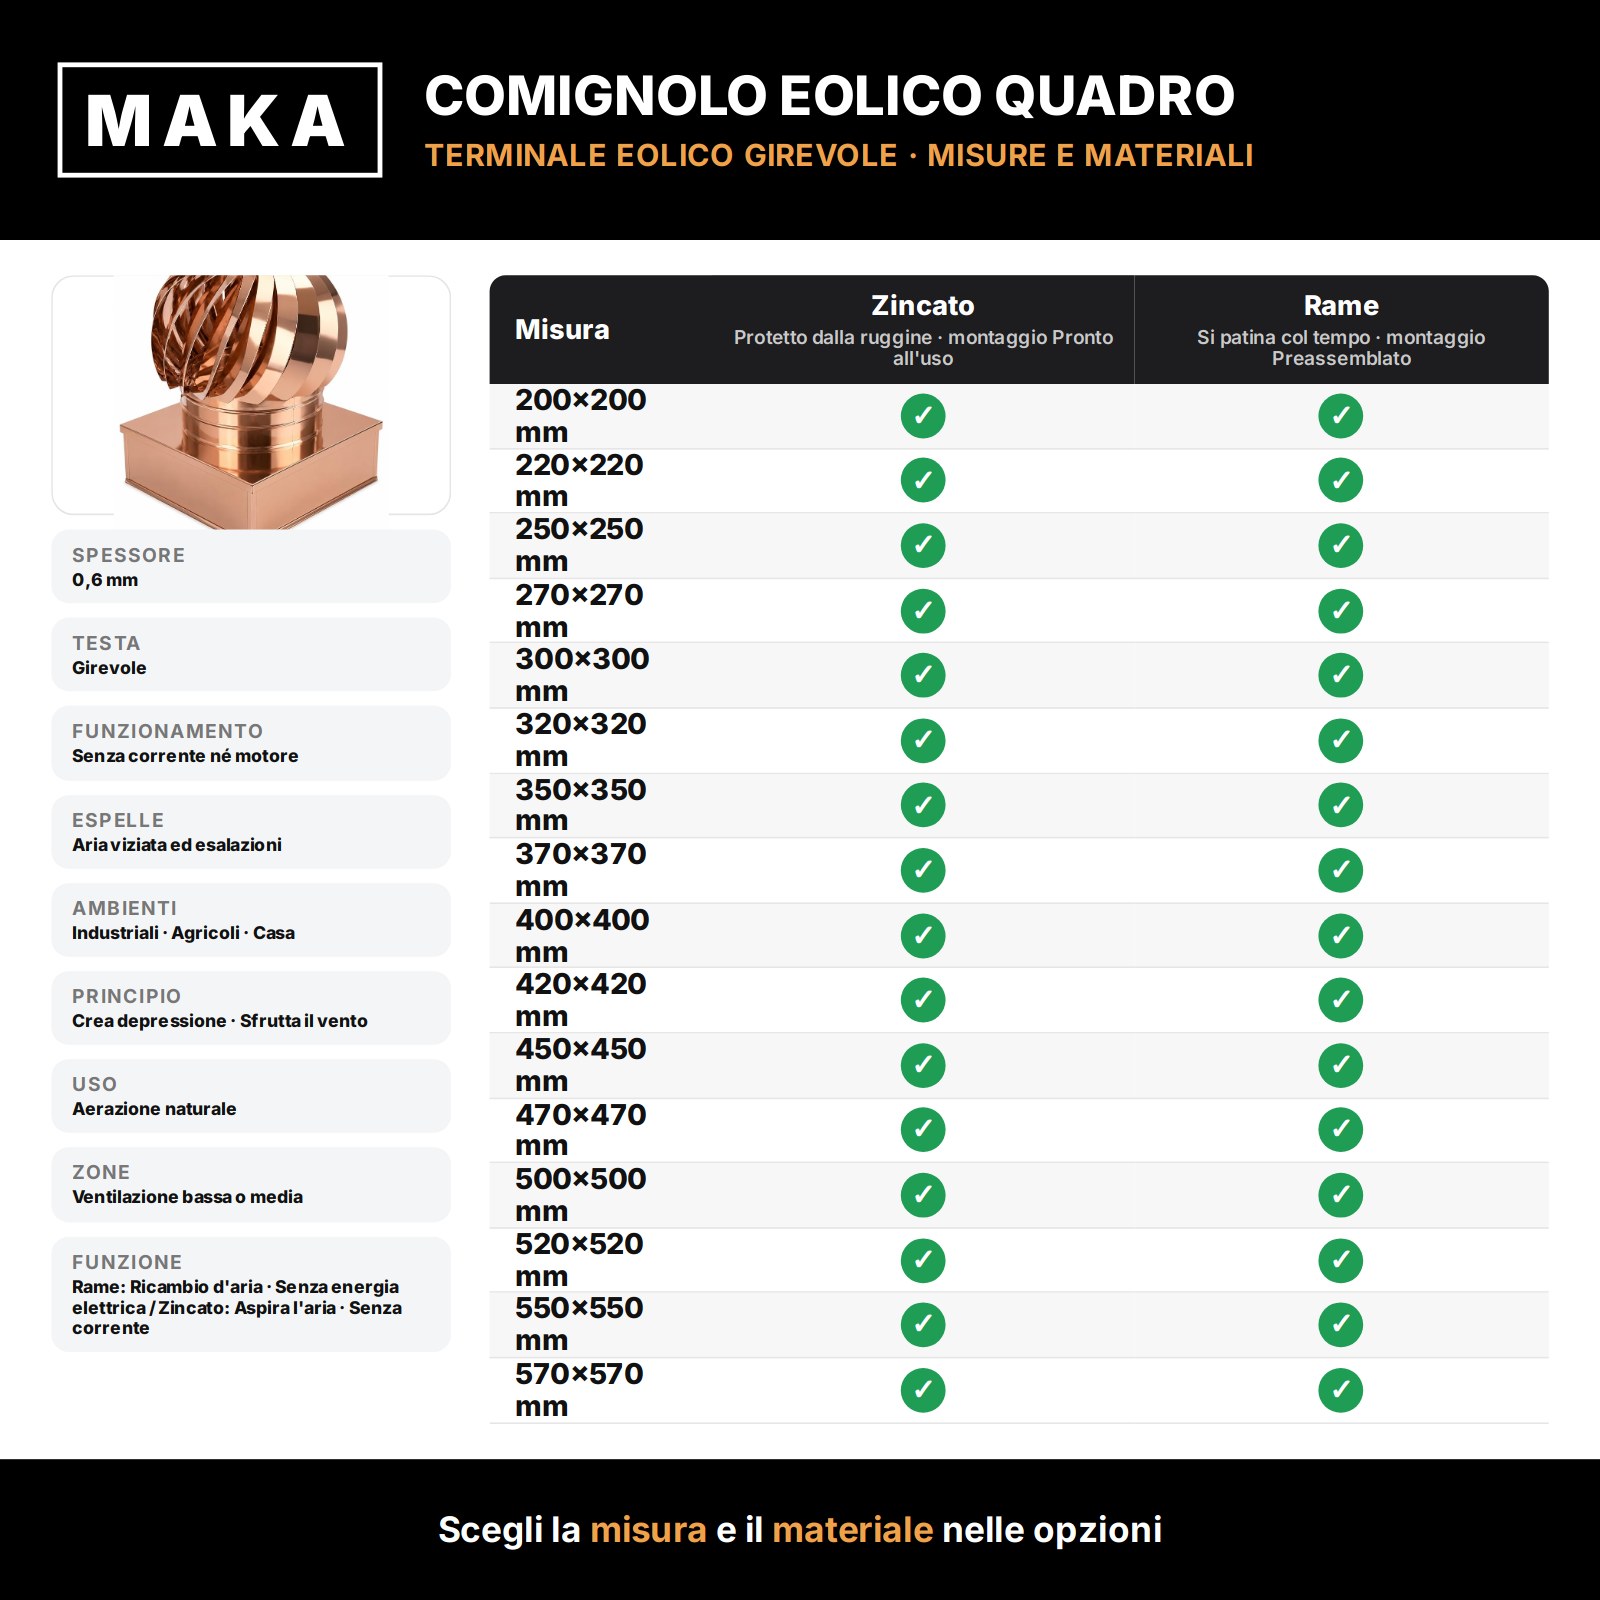 MAKA
COMIGNOLO EOLICO QUADRO
TERMINALE EOLICO GIREVOLE · MISURE E MATERIALI
SPESSORE
0,6 mm
TESTA
Girevole
FUNZIONAMENTO
Senza corrente né motore
ESPELLE
Aria viziata ed esalazioni
AMBIENTI
Industriali · Agricoli · Casa
PRINCIPIO
Crea depressione · Sfrutta il vento
USO
Aerazione naturale
ZONE
Ventilazione bassa o media
FUNZIONE
Rame: Ricambio d'aria · Senza energia
elettrica / Zincato: Aspira l'aria · Senza
corrente
Misura
Zincato
Protetto dalla ruggine · montaggio Pronto
all'uso
Rame
Si patina col tempo · montaggio
Preassemblato
200×200
mm
✓ ✓
220×220
mm
✓ ✓
250×250
mm
✓ ✓
270×270
mm
✓ ✓
300×300
mm
✓ ✓
320×320
mm
✓ ✓
350×350
mm
✓ ✓
370×370
mm
✓ ✓
400×400
mm
✓ ✓
420×420
mm
✓ ✓
450×450
mm
✓ ✓
470×470
mm
✓ ✓
500×500
mm
✓ ✓
520×520
mm
✓ ✓
550×550
mm
✓ ✓
570×570
mm
✓ ✓
Scegli la misura e il materiale nelle opzioni